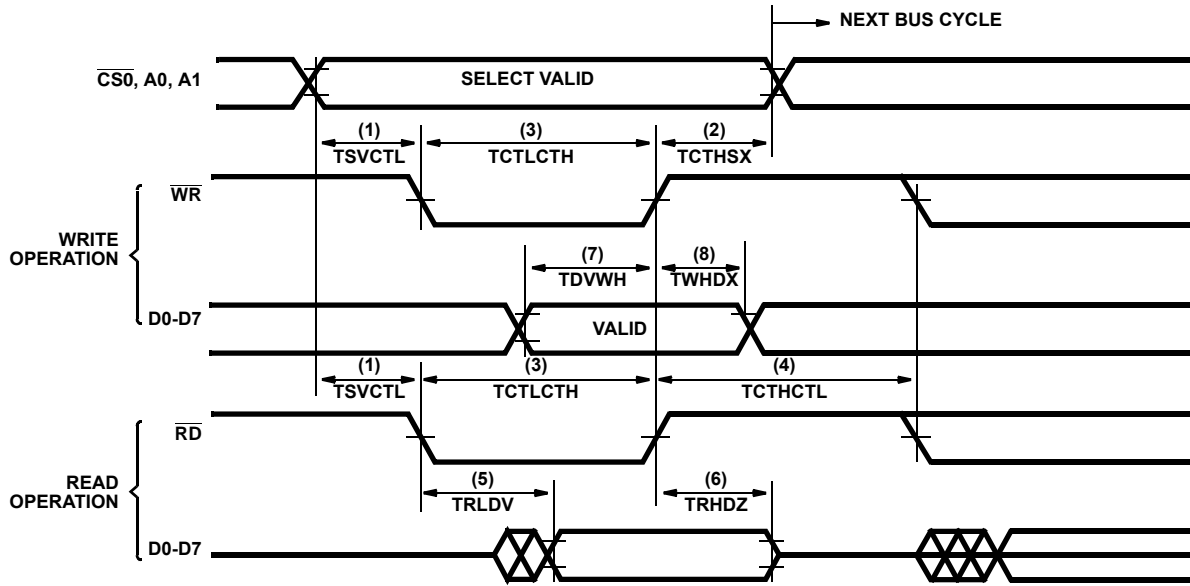 NEXT BUS CYCLE
CS0, A0, A1
SELECT VALID
(1) (3) (2)
TSVCTL TCTLCTH TCTHSX
WR
WRITE
OPERATION
(7) (8)
TDVWH TWHDX
D0-D7
VALID
(1) (3) (4)
TSVCTL TCTLCTH TCTHCTL
RD
READ
OPERATION
(5) (6)
TRLDV TRHDZ
D0-D7